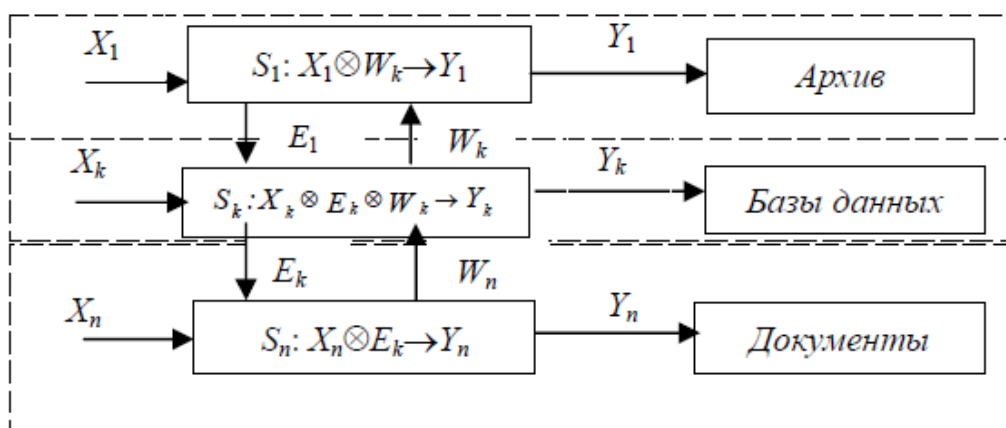 X₁
S₁: X₁⊗Wₖ→Y₁
Y₁
Архив
E₁
Wₖ
Xₖ
Sₖ: Xₖ⊗Eₖ⊗Wₖ→Yₖ
Yₖ
Базы данных
Eₖ
Wₙ
Xₙ
Sₙ: Xₙ⊗Eₖ→Yₙ
Yₙ
Документы